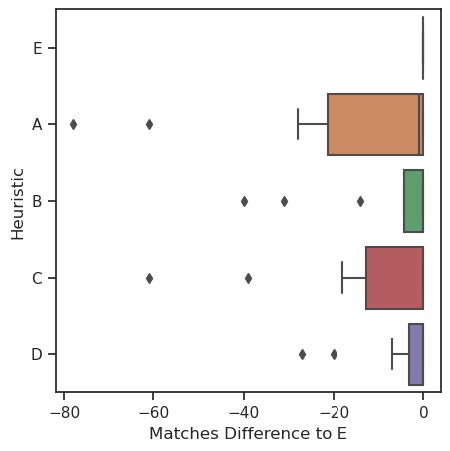 E
A
B
C
D
Heuristic
−80
−60
−40
−20
0
Matches Difference to E